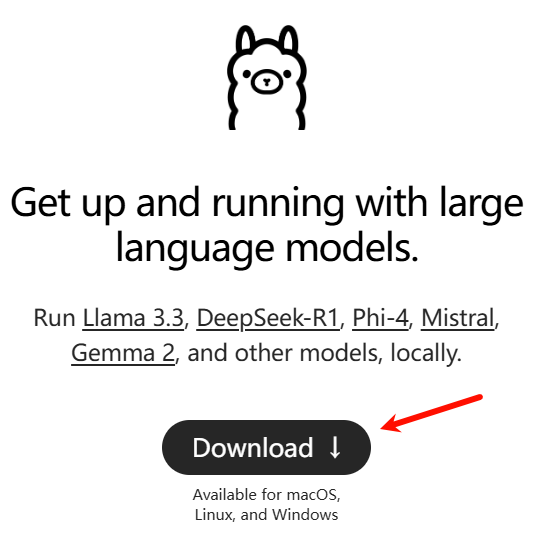 Get up and running with large
language models.
Run Llama 3.3, DeepSeek-R1, Phi-4, Mistral,
Gemma 2, and other models, locally.
Download ↓
Available for macOS,
Linux, and Windows